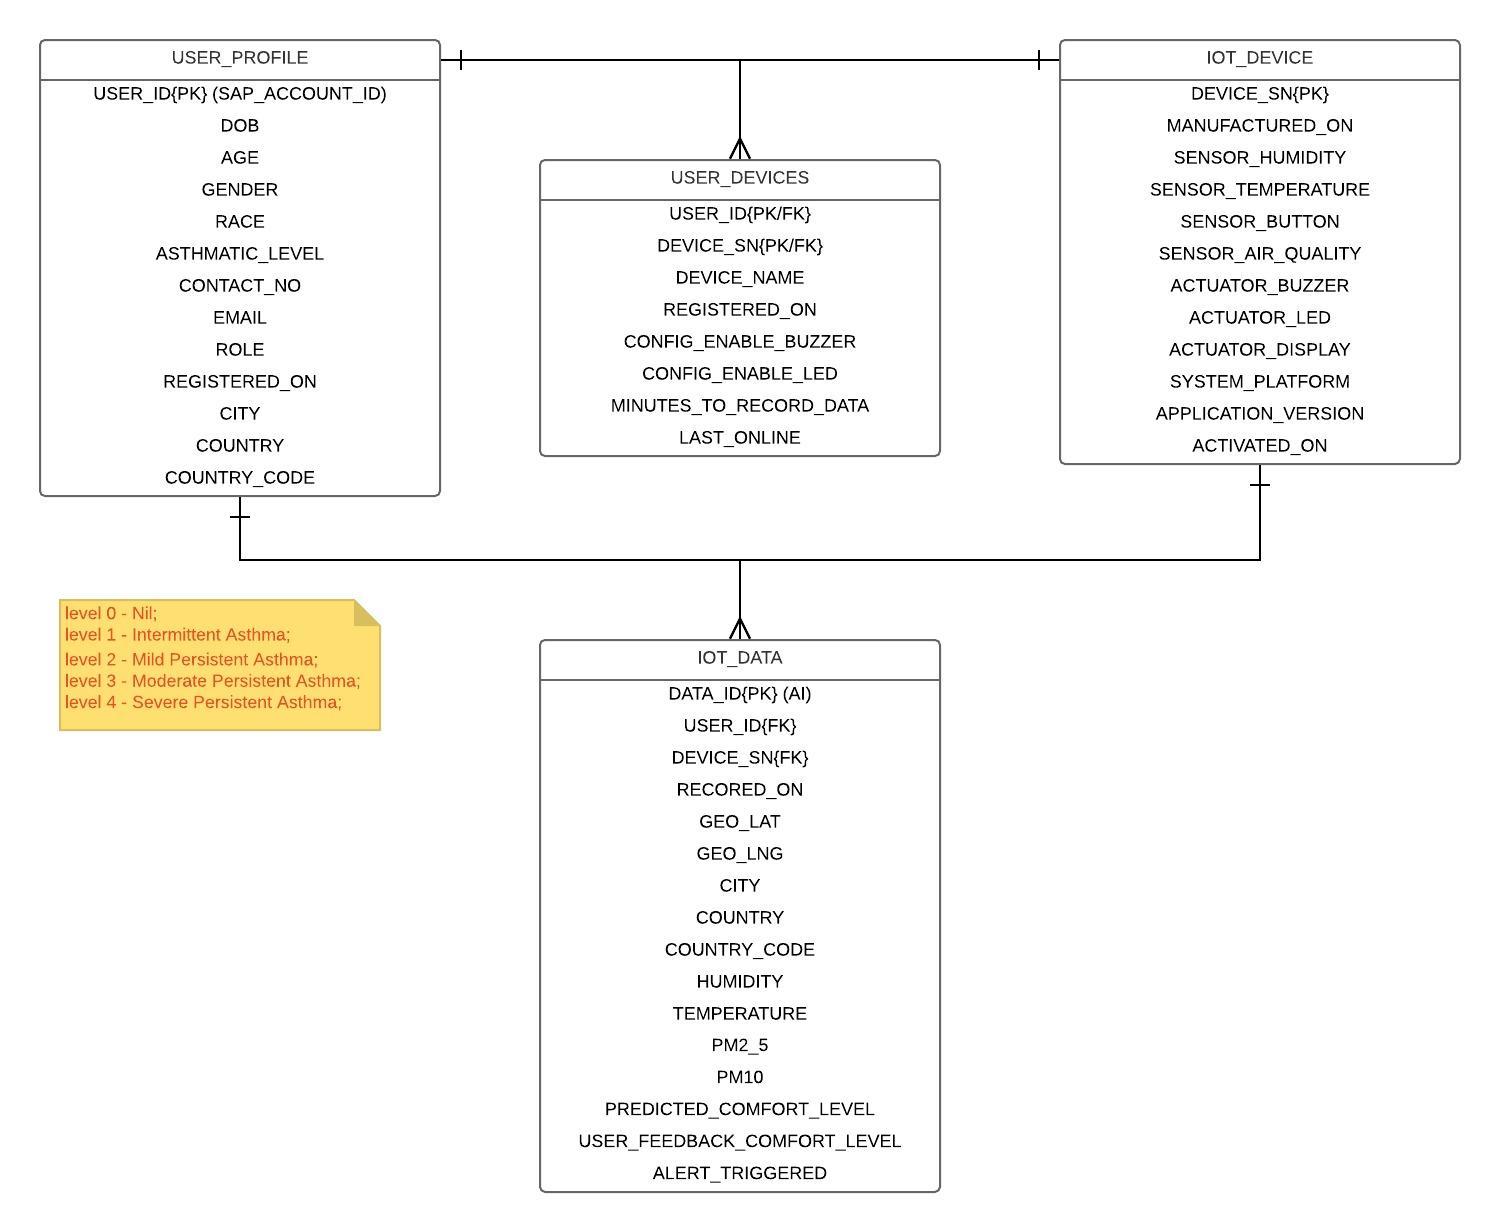 USER_PROFILE
USER_ID{PK} (SAP_ACCOUNT_ID)
DOB
AGE
GENDER
RACE
ASTHMATIC_LEVEL
CONTACT_NO
EMAIL
ROLE
REGISTERED_ON
CITY
COUNTRY
COUNTRY_CODE
USER_DEVICES
USER_ID{PK/FK}
DEVICE_SN{PK/FK}
DEVICE_NAME
REGISTERED_ON
CONFIG_ENABLE_BUZZER
CONFIG_ENABLE_LED
MINUTES_TO_RECORD_DATA
LAST_ONLINE
IOT_DEVICE
DEVICE_SN{PK}
MANUFACTURED_ON
SENSOR_HUMIDITY
SENSOR_TEMPERATURE
SENSOR_BUTTON
SENSOR_AIR_QUALITY
ACTUATOR_BUZZER
ACTUATOR_LED
ACTUATOR_DISPLAY
SYSTEM_PLATFORM
APPLICATION_VERSION
ACTIVATED_ON
level 0 - Nil;
level 1 - Intermittent Asthma;
level 2 - Mild Persistent Asthma;
level 3 - Moderate Persistent Asthma;
level 4 - Severe Persistent Asthma;
IOT_DATA
DATA_ID{PK} (AI)
USER_ID{FK}
DEVICE_SN{FK}
RECORED_ON
GEO_LAT
GEO_LNG
CITY
COUNTRY
COUNTRY_CODE
HUMIDITY
TEMPERATURE
PM2_5
PM10
PREDICTED_COMFORT_LEVEL
USER_FEEDBACK_COMFORT_LEVEL
ALERT_TRIGGERED